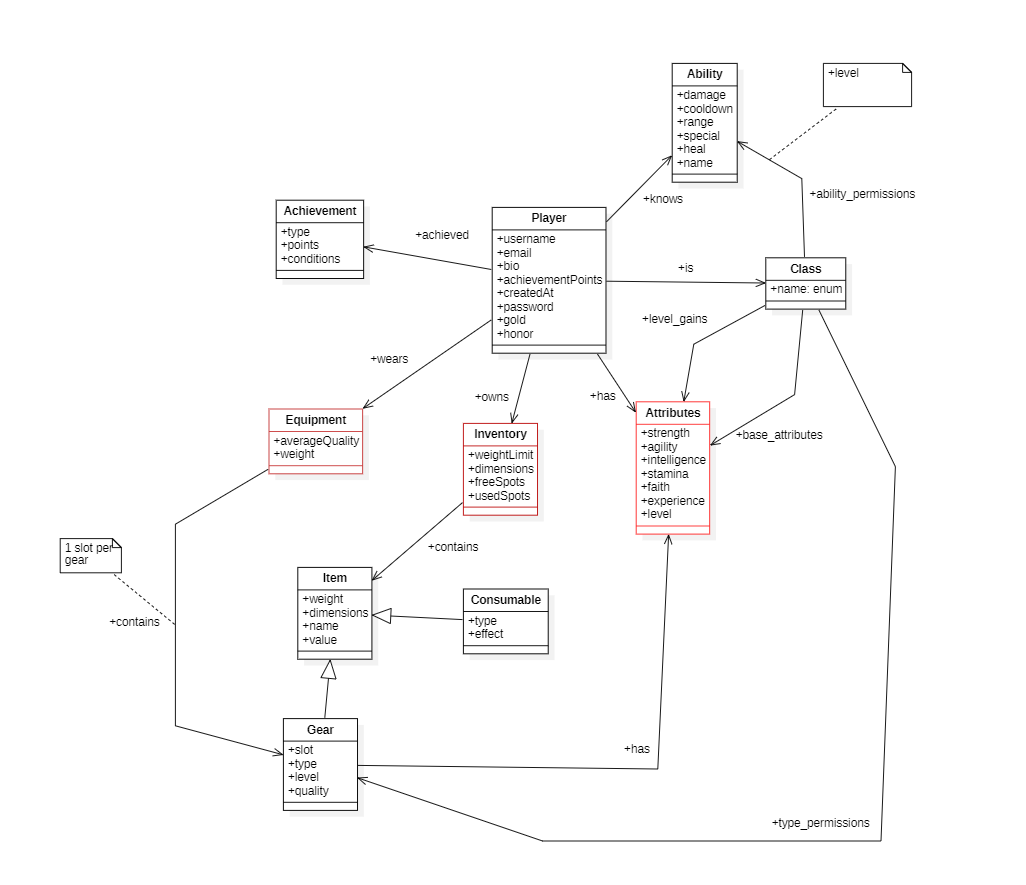 Ability
+damage
+cooldown
+range
+special
+heal
+name
+level
+knows
+ability_permissions
Achievement
+type
+points
+conditions
+achieved
Player
+username
+email
+bio
+achievementPoints
+createdAt
+password
+gold
+honor
+is
Class
+name: enum
+level_gains
+wears
+owns
+has
+base_attributes
Equipment
+averageQuality
+weight
Inventory
+weightLimit
+dimensions
+freeSpots
+usedSpots
Attributes
+strength
+agility
+intelligence
+stamina
+faith
+experience
+level
1 slot per
gear
+contains
+contains
Item
+weight
+dimensions
+name
+value
Consumable
+type
+effect
Gear
+slot
+type
+level
+quality
+has
+type_permissions